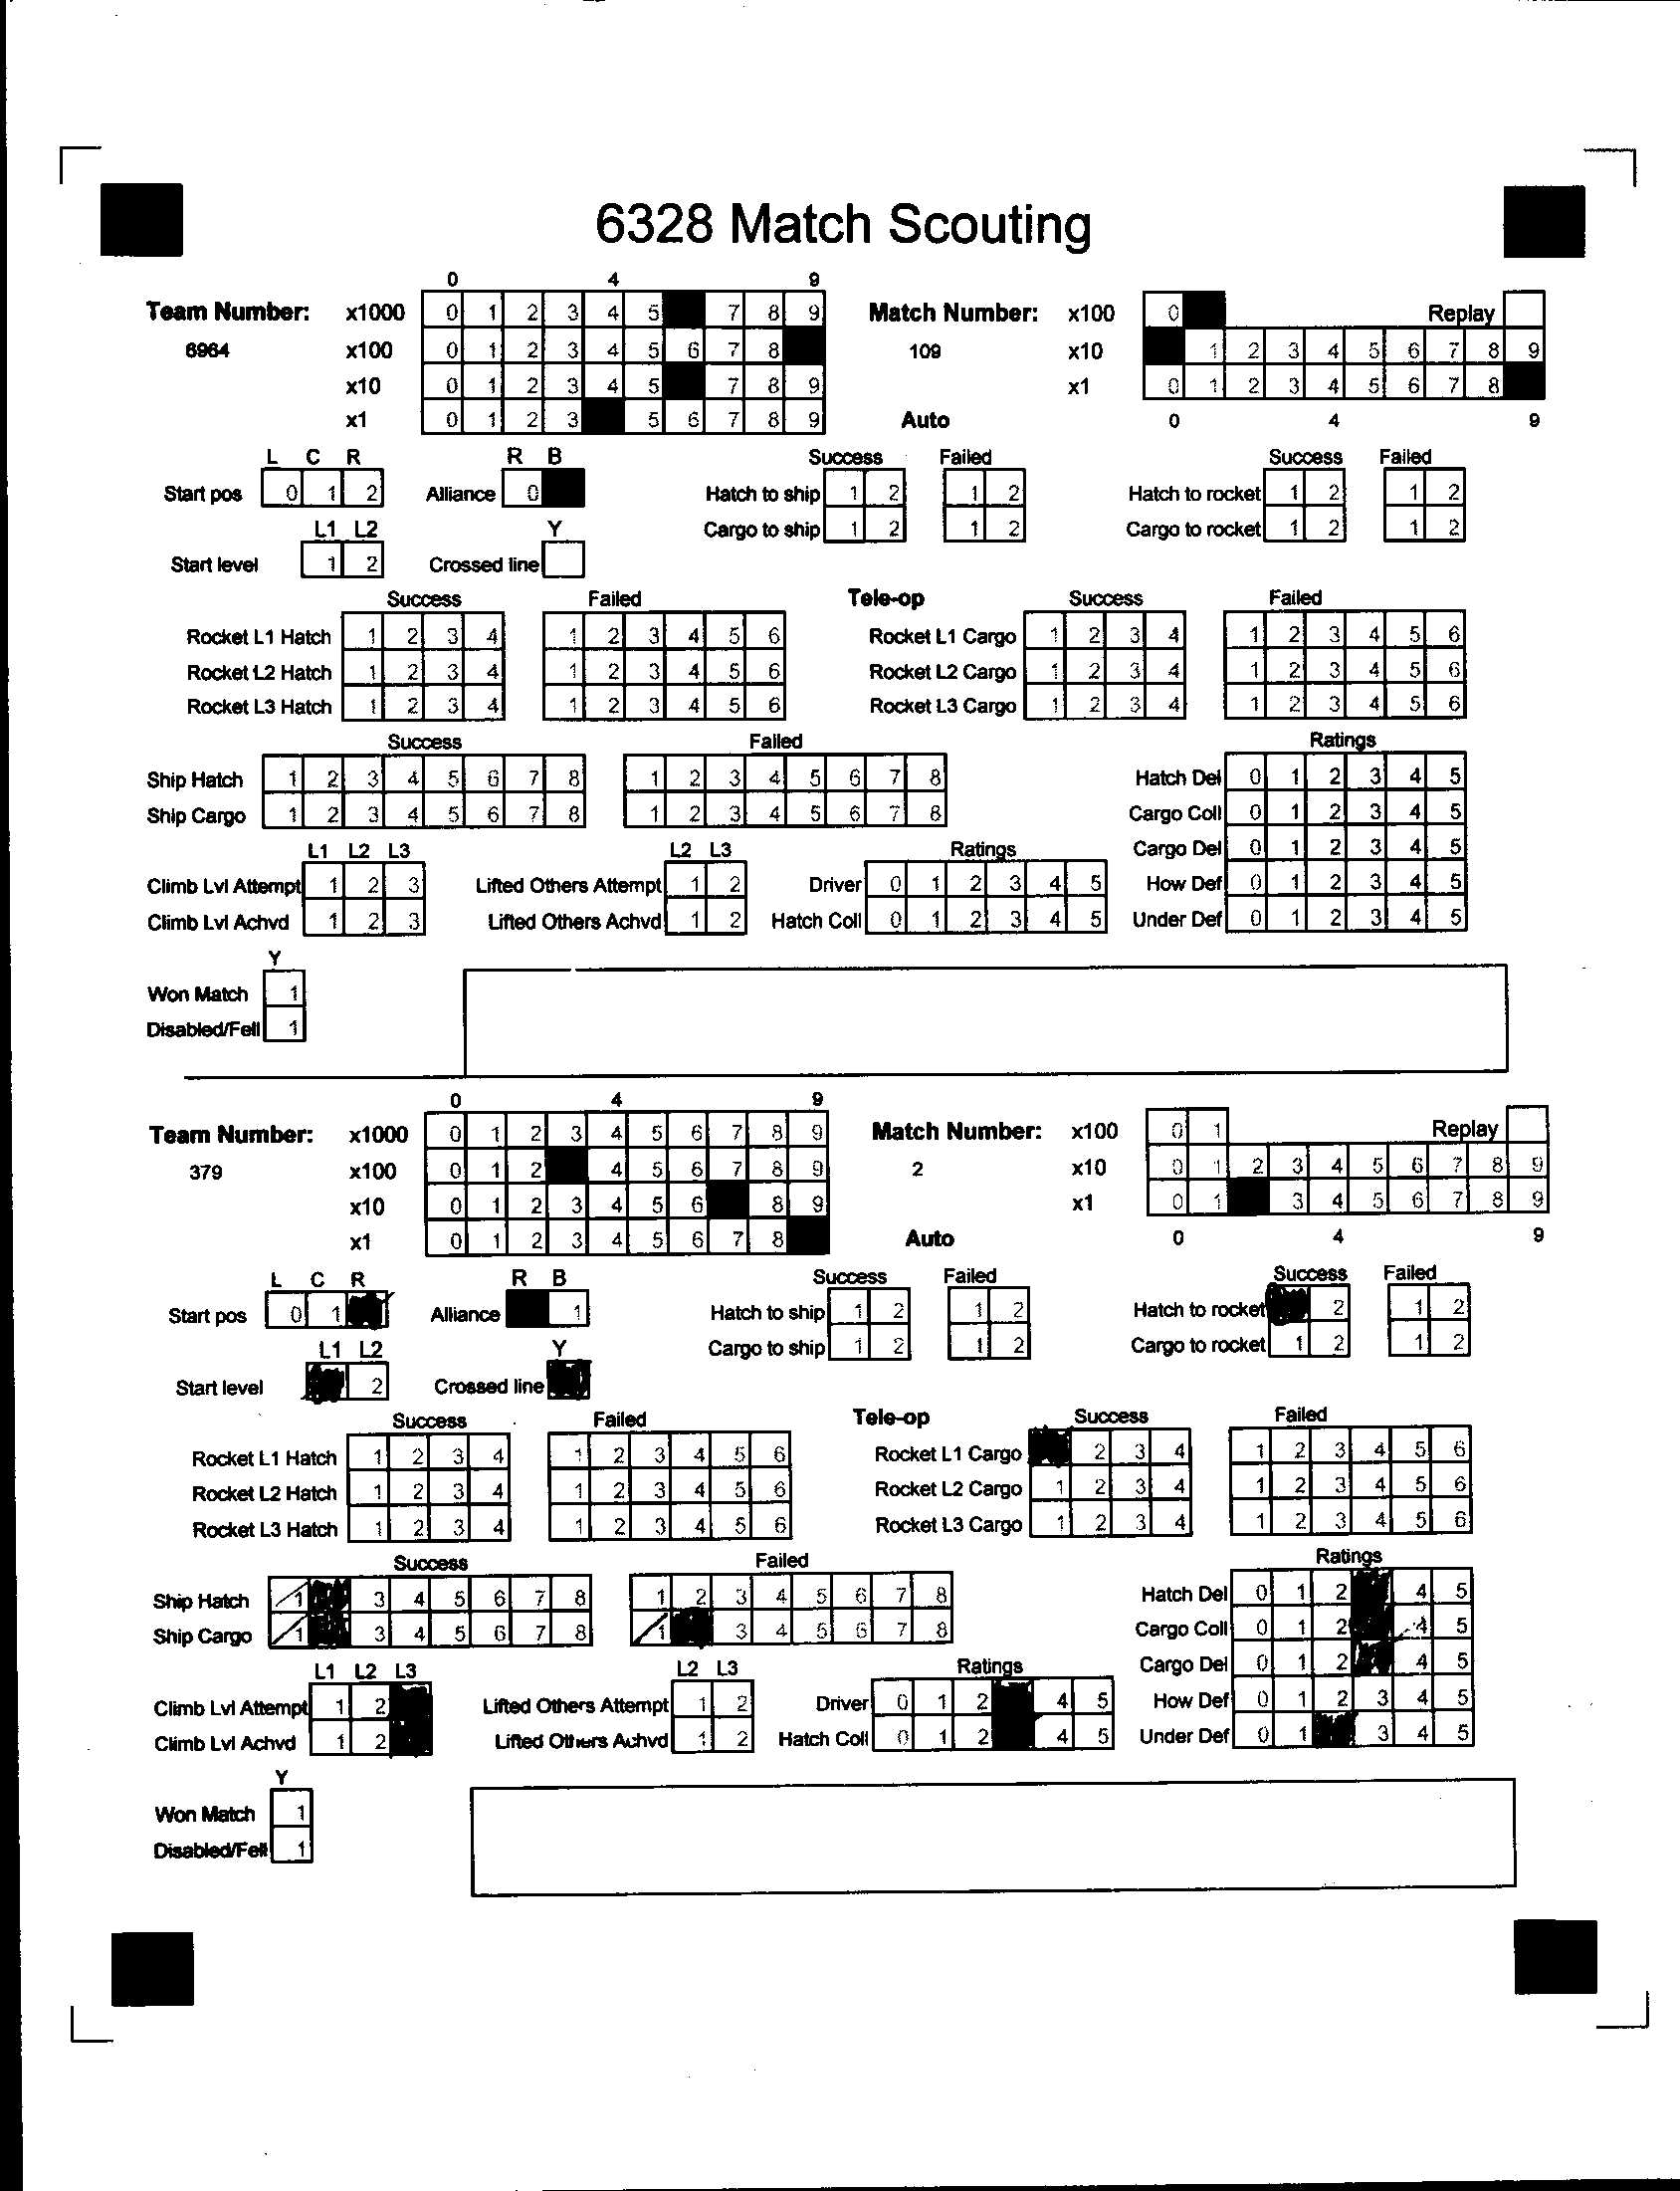 6328 Match Scouting
0 4 9
Team Number: x1000 0 1 2 3 4 5 7 8 9 Match Number: x100 0 Replay
6964 x100 0 1 2 3 4 5 6 7 8 109 x10 1 2 3 4 5 6 7 8 9
x10 0 1 2 3 4 5 7 8 9 x1 0 1 2 3 4 5 6 7 8
x1 0 1 2 3 5 6 7 8 9 Auto 0 4 9
L C R R B Success Failed Success Failed
Start pos 0 1 2 Alliance 0 Hatch to ship 1 2 1 2 Hatch to rocket 1 2 1 2
L1 L2 Y Cargo to ship 1 2 1 2 Cargo to rocket 1 2 1 2
Start level 1 2 Crossed line
Success Failed Tele-op Success Failed
Rocket L1 Hatch 1 2 3 4 1 2 3 4 5 6 Rocket L1 Cargo 1 2 3 4 1 2 3 4 5 6
Rocket L2 Hatch 1 2 3 4 1 2 3 4 5 6 Rocket L2 Cargo 1 2 3 4 1 2 3 4 5 6
Rocket L3 Hatch 1 2 3 4 1 2 3 4 5 6 Rocket L3 Cargo 1 2 3 4 1 2 3 4 5 6
Success Failed Ratings
Ship Hatch 1 2 3 4 5 6 7 8 1 2 3 4 5 6 7 8 Hatch Del 0 1 2 3 4 5
Ship Cargo 1 2 3 4 5 6 7 8 1 2 3 4 5 6 7 8 Cargo Coll 0 1 2 3 4 5
L1 L2 L3 L2 L3 Ratings Cargo Del 0 1 2 3 4 5
Climb Lvl Attempt 1 2 3 Lifted Others Attempt 1 2 Driver 0 1 2 3 4 5 How Def 0 1 2 3 4 5
Climb Lvl Achvd 1 2 3 Lifted Others Achvd 1 2 Hatch Coll 0 1 2 3 4 5 Under Def 0 1 2 3 4 5
Y
Won Match 1
Disabled/Fell 1
0 4 9
Team Number: x1000 0 1 2 3 4 5 6 7 8 9 Match Number: x100 0 1 Replay
379 x100 0 1 2 4 5 6 7 8 9 2 x10 0 1 2 3 4 5 6 7 8 9
x10 0 1 2 3 4 5 6 8 9 x1 0 1 3 4 5 6 7 8 9
x1 0 1 2 3 4 5 6 7 8 Auto 0 4 9
L C R R B Success Failed Success Failed
Start pos 0 1 Alliance 1 Hatch to ship 1 2 1 2 Hatch to rocket 2 1 2
L1 L2 Y Cargo to ship 1 2 1 2 Cargo to rocket 1 2 1 2
Start level 2 Crossed line
Success Failed Tele-op Success Failed
Rocket L1 Hatch 1 2 3 4 1 2 3 4 5 6 Rocket L1 Cargo 2 3 4 1 2 3 4 5 6
Rocket L2 Hatch 1 2 3 4 1 2 3 4 5 6 Rocket L2 Cargo 1 2 3 4 1 2 3 4 5 6
Rocket L3 Hatch 1 2 3 4 1 2 3 4 5 6 Rocket L3 Cargo 1 2 3 4 1 2 3 4 5 6
Success Failed Ratings
Ship Hatch 1 3 4 5 6 7 8 1 2 3 4 5 6 7 8 Hatch Del 0 1 2 4 5
Ship Cargo 1 3 4 5 6 7 8 1 3 4 5 6 7 8 Cargo Coll 0 1 2 4 5
L1 L2 L3 L2 L3 Ratings Cargo Del 0 1 2 4 5
Climb Lvl Attempt 1 2 Lifted Others Attempt 1 2 Driver 0 1 2 4 5 How Def 0 1 2 3 4 5
Climb Lvl Achvd 1 2 Lifted Others Achvd 1 2 Hatch Coll 0 1 2 4 5 Under Def 0 1 3 4 5
Y
Won Match 1
Disabled/Fell 1